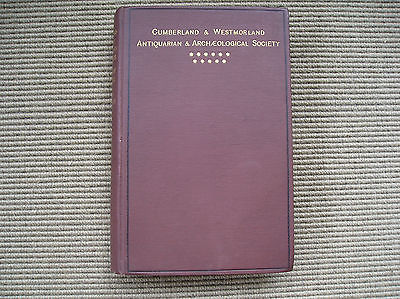 CUMBERLAND & WESTMORLAND
ANTIQUARIAN & ARCHÆOLOGICAL SOCIETY